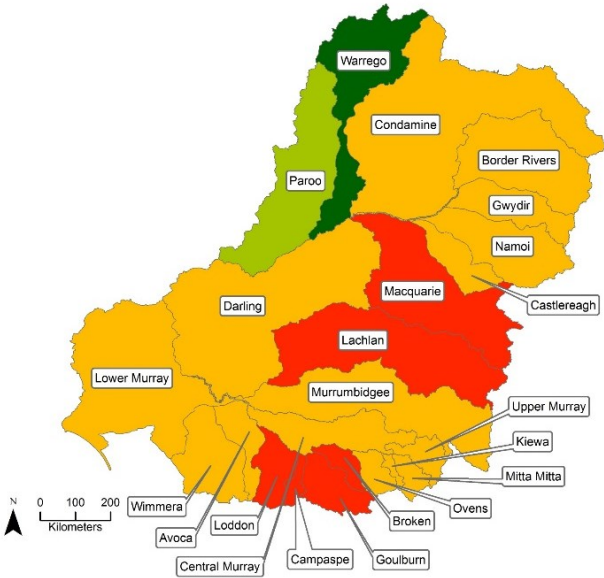 Warrego
Condamine
Border Rivers
Paroo
Gwydir
Namoi
Macquarie
Castlereagh
Darling
Lachlan
Lower Murray
Murrumbidgee
Upper Murray
Kiewa
Mitta Mitta
Wimmera
Ovens
N
0 100 200
Kilometers
Avoca
Loddon
Broken
Central Murray
Campaspe
Goulburn